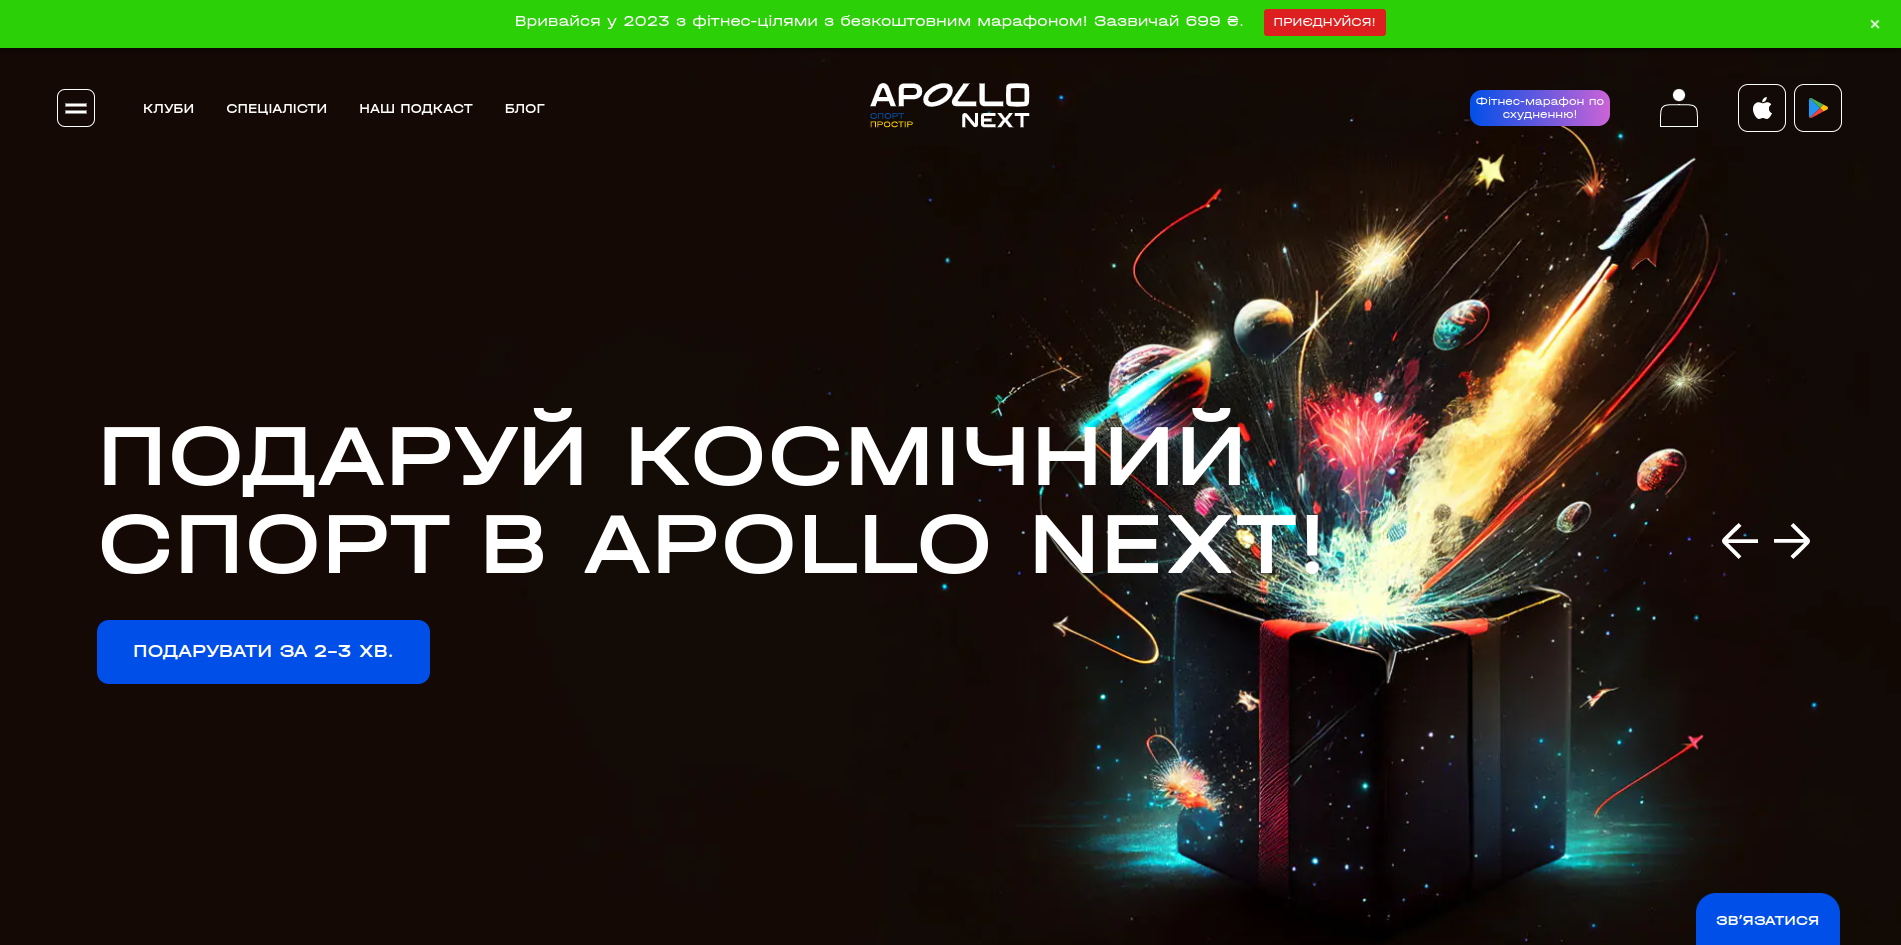 Вривайся у 2023 з фітнес-цілями з безкоштовним марафоном! Зазвичай 699 ₴.
ПРИЄДНУЙСЯ!
КЛУБИ
СПЕЦІАЛІСТИ
НАШ ПОДКАСТ
БЛОГ
APOLLO
NEXT
СПОРТ
ПРОСТІР
Фітнес-марафон по
схудненню!
ПОДАРУЙ КОСМІЧНИЙ
СПОРТ В APOLLO NEXT!
ПОДАРУВАТИ ЗА 2–3 ХВ.
ЗВ'ЯЗАТИСЯ